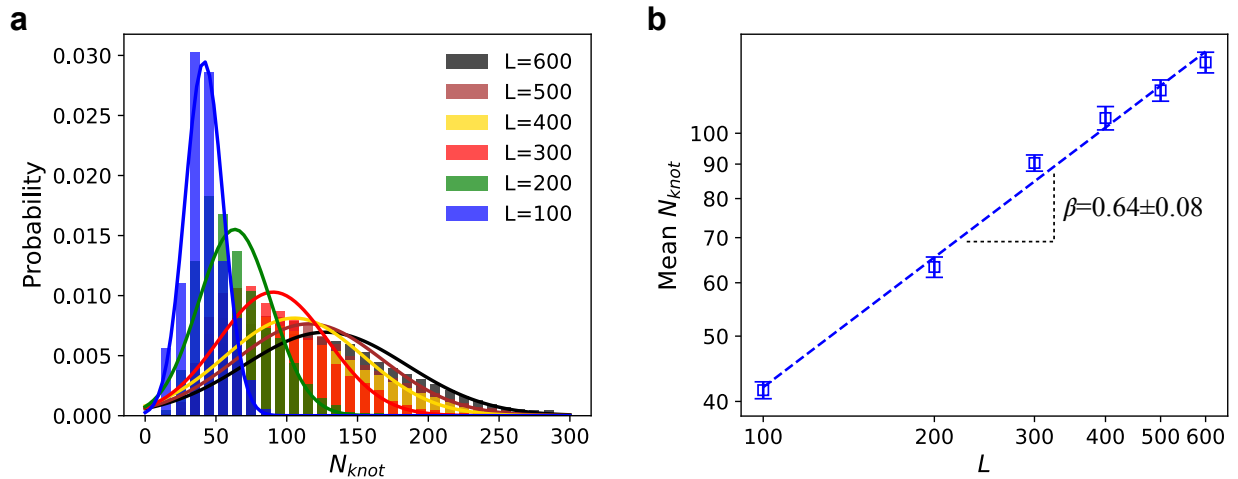 a
0.030
0.025
0.020
0.015
0.010
0.005
0.000
Probability
0
50
100
150
200
250
300
N_knot
L=600
L=500
L=400
L=300
L=200
L=100
b
100
90
80
70
60
50
40
Mean N_knot
β=0.64±0.08
100
200
300
400
500
600
L